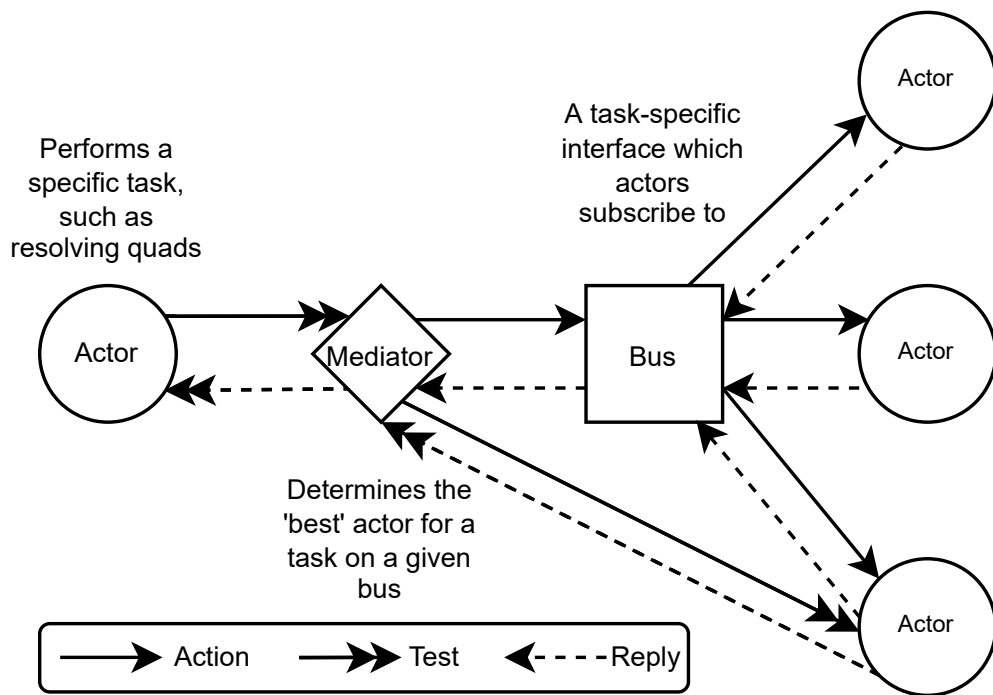 Actor
A task-specific
interface which
actors
subscribe to
Performs a
specific task,
such as
resolving quads
Actor
Mediator
Bus
Actor
Determines the
'best' actor for a
task on a given
bus
Actor
Action
Test
Reply